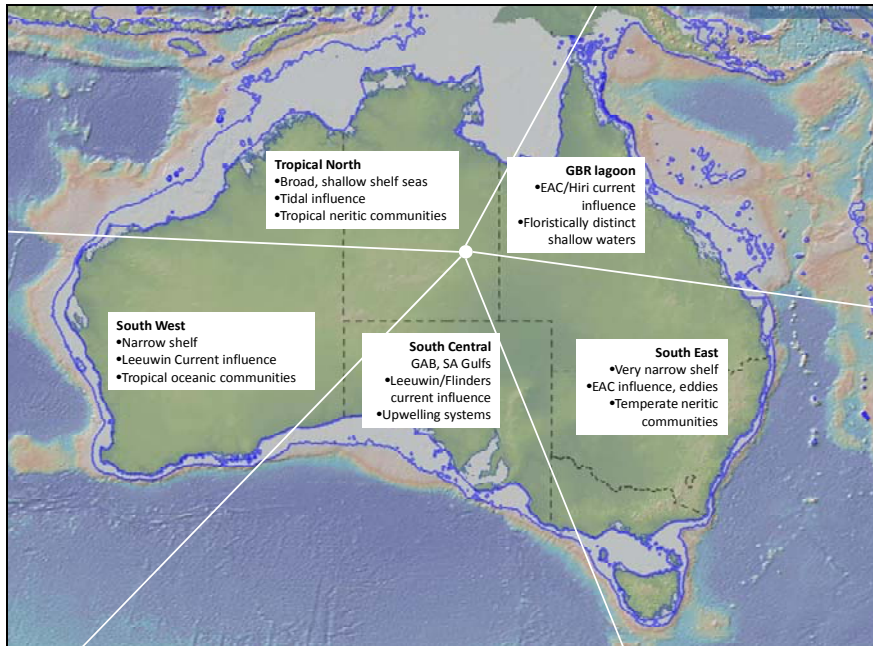 Tropical North
•Broad, shallow shelf seas
•Tidal influence
•Tropical neritic communities
GBR lagoon
•EAC/Hiri current
influence
•Floristically distinct
shallow waters
South West
•Narrow shelf
•Leeuwin Current influence
•Tropical oceanic communities
South Central
GAB, SA Gulfs
•Leeuwin/Flinders
current influence
•Upwelling systems
South East
•Very narrow shelf
•EAC influence, eddies
•Temperate neritic
communities